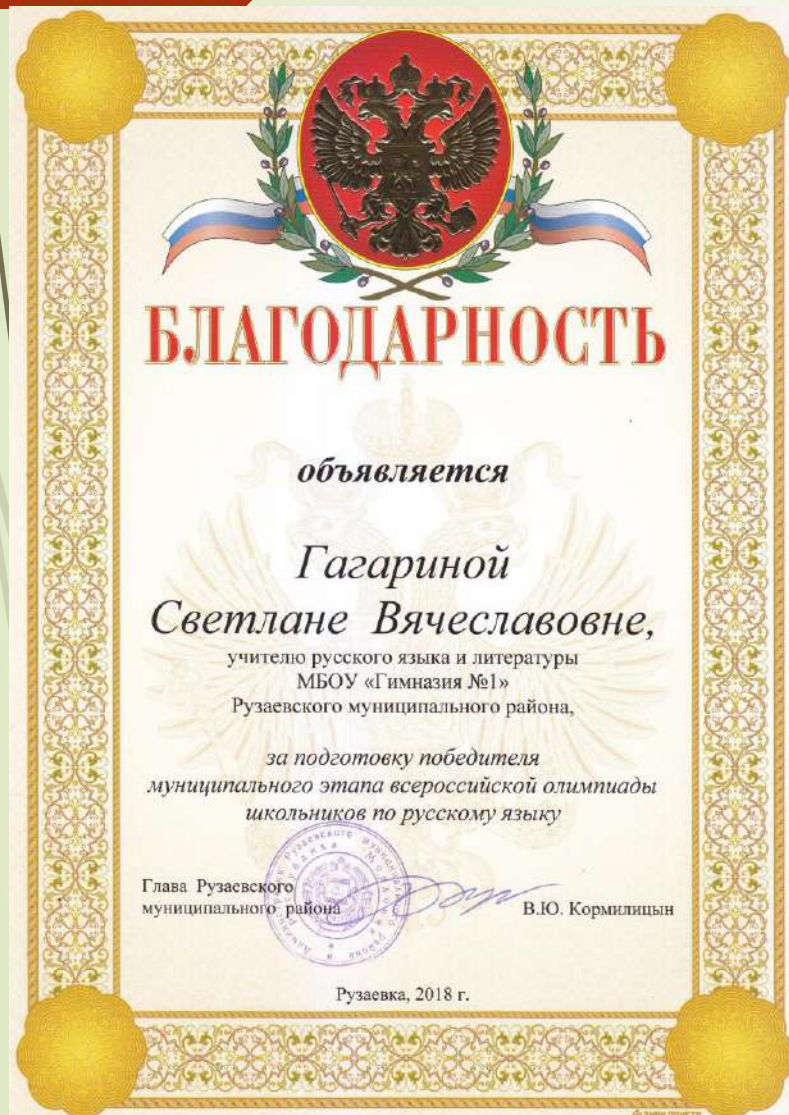 БЛАГОДАРНОСТЬ
объявляется
Гагариной
Светлане Вячеславовне,
учителю русского языка и литературы
МБОУ «Гимназия №1»
Рузаевского муниципального района,
за подготовку победителя
муниципального этапа всероссийской олимпиады
школьников по русскому языку
Глава Рузаевского
муниципального района
В.Ю. Кормилицын
Рузаевка, 2018 г.